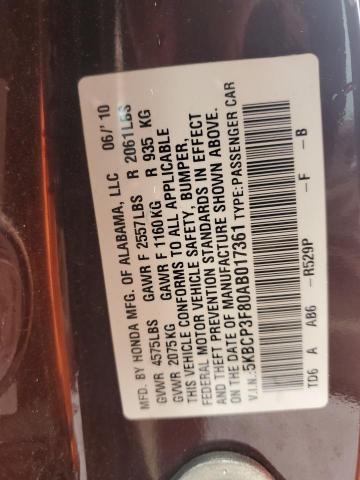 MFD. BY HONDA MFG. OF ALABAMA, LLC 06/'10
GVWR 4575LBS GAWR F 2557LBS R 2061LBS
GVWR 2075KG GAWR F 1160KG R 935 KG
THIS VEHICLE CONFORMS TO ALL APPLICABLE
FEDERAL MOTOR VEHICLE SAFETY, BUMPER,
AND THEFT PREVENTION STANDARDS IN EFFECT
ON THE DATE OF MANUFACTURE SHOWN ABOVE.
V.I.N.:5KBCP3F80AB017361 TYPE:PASSENGER CAR
TD6 A AB6 -R529P -F -B